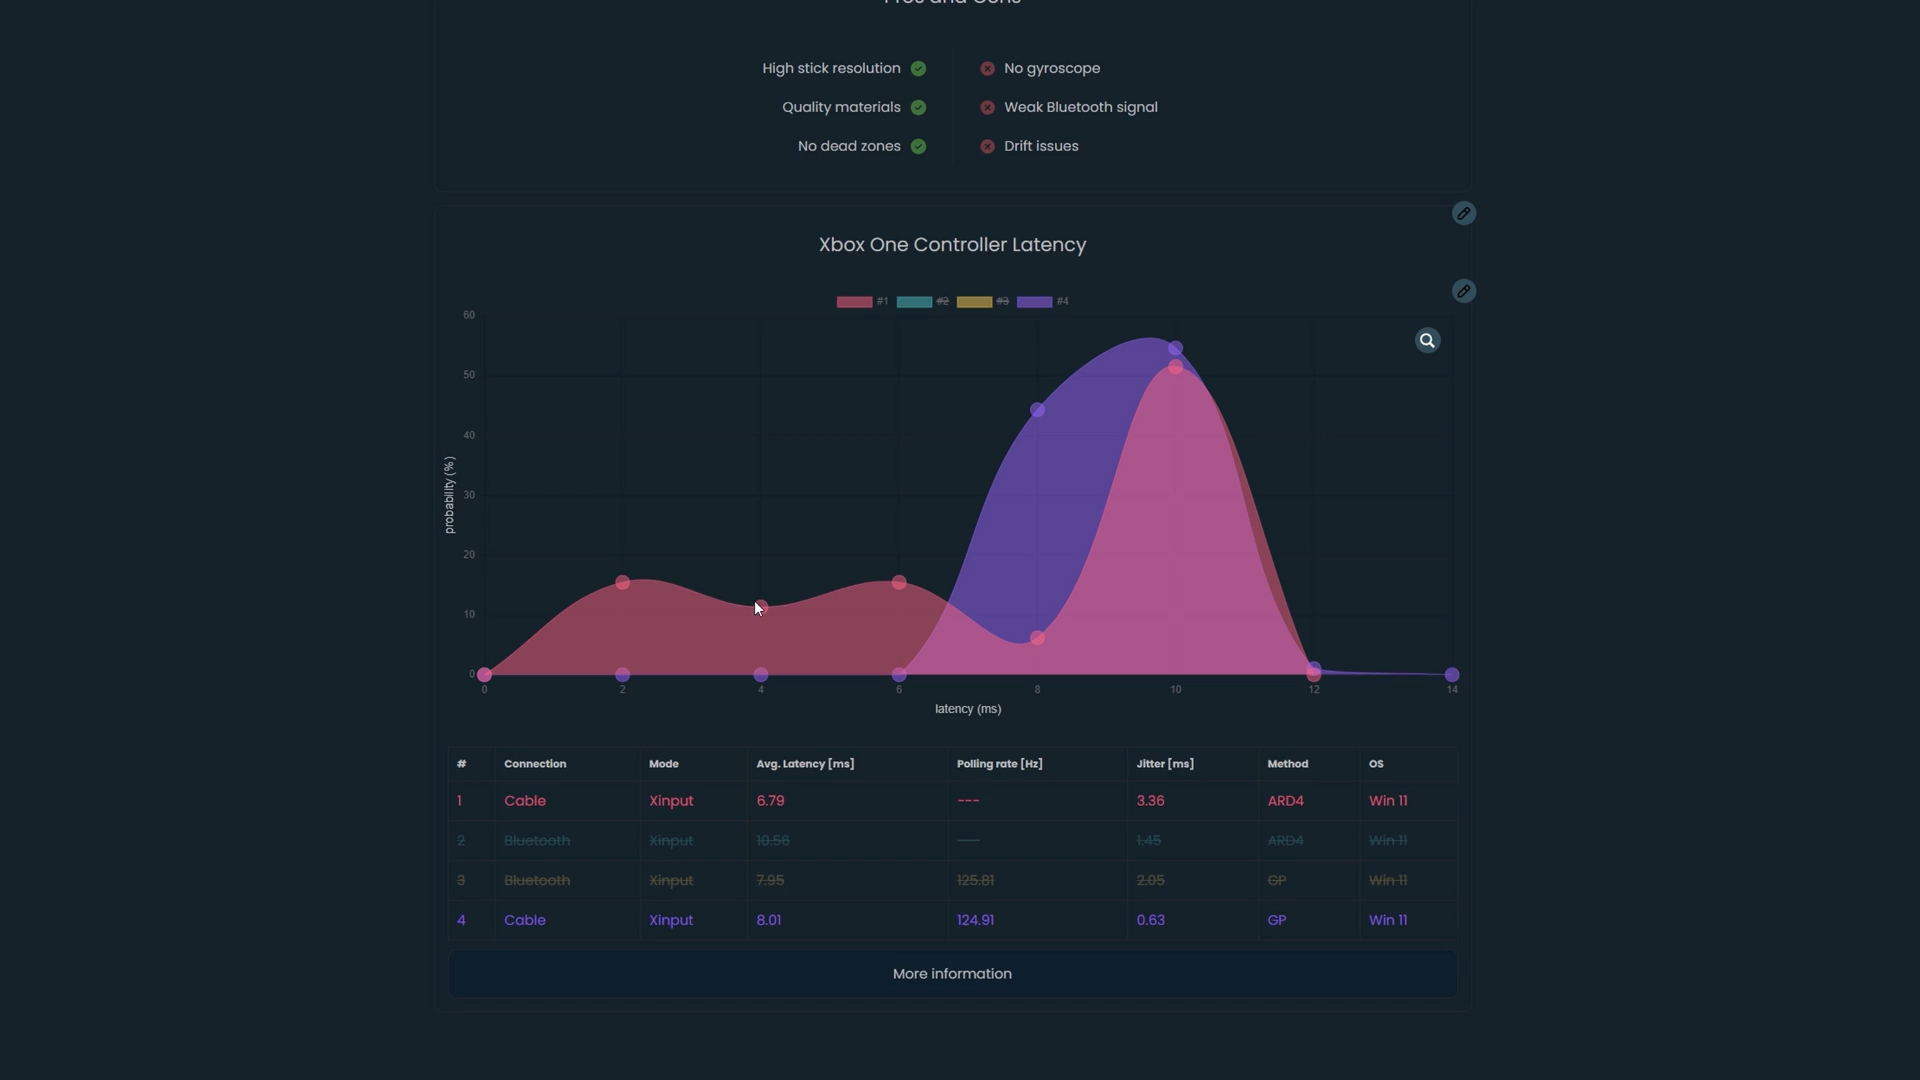 Pros and Cons
High stick resolution No gyroscope
Quality materials Weak Bluetooth signal
No dead zones Drift issues
Xbox One Controller Latency
#1 #2 #3 #4
60
50
40
30
20
10
0
probability (%)
0 2 4 6 8 10 12 14
latency (ms)
# Connection Mode Avg. Latency [ms] Polling rate [Hz] Jitter [ms] Method OS
1 Cable Xinput 6.79 --- 3.36 ARD4 Win 11
2 Bluetooth Xinput 10.56 --- 1.45 ARD4 Win 11
3 Bluetooth Xinput 7.95 125.81 2.05 GP Win 11
4 Cable Xinput 8.01 124.91 0.63 GP Win 11
More information